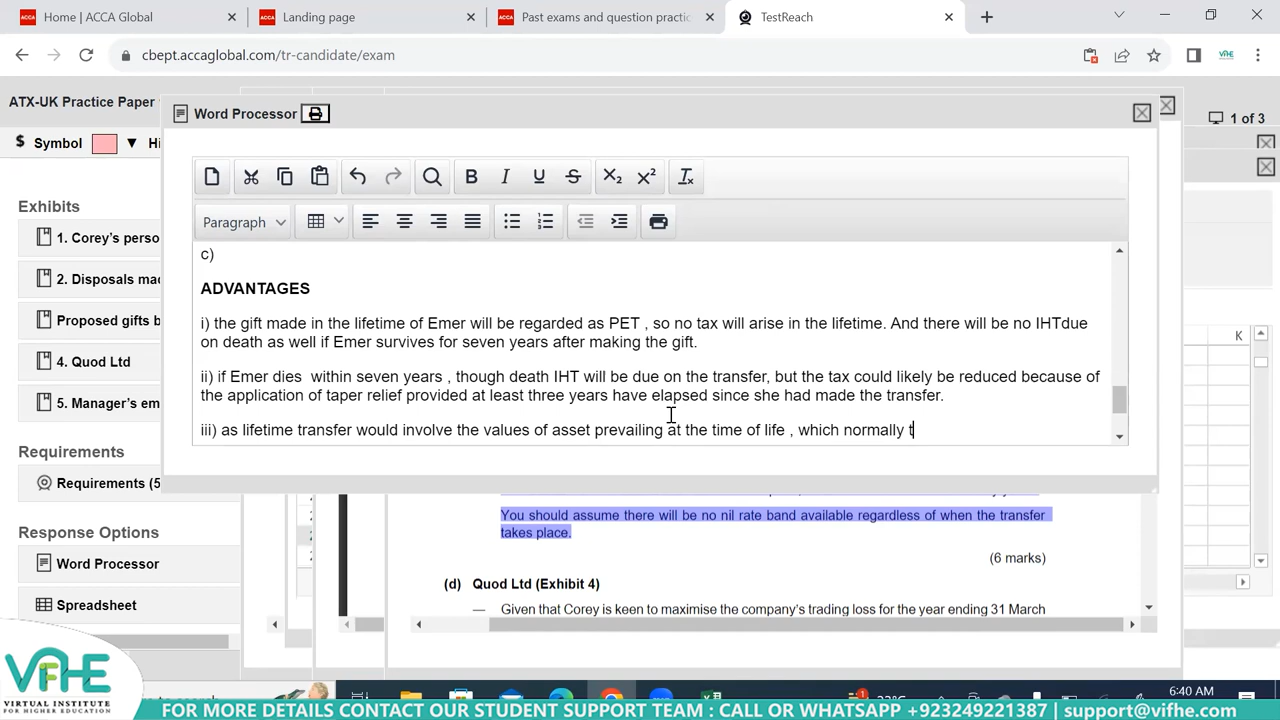 Home | ACCA Global
Landing page
Past exams and question practic
TestReach
cbept.accaglobal.com/tr-candidate/exam
ATX-UK Practice Paper
Word Processor
1 of 3
$ Symbol
Hi
Exhibits
Paragraph
1. Corey's perso
c)
2. Disposals mad
ADVANTAGES
Proposed gifts b
i) the gift made in the lifetime of Emer will be regarded as PET , so no tax will arise in the lifetime. And there will be no IHTdue
on death as well if Emer survives for seven years after making the gift.
K
4. Quod Ltd
ii) if Emer dies within seven years , though death IHT will be due on the transfer, but the tax could likely be reduced because of
the application of taper relief provided at least three years have elapsed since she had made the transfer.
5. Manager's em
iii) as lifetime transfer would involve the values of asset prevailing at the time of life , which normally t
Requirements
Requirements (5
You should assume there will be no nil rate band available regardless of when the transfer
takes place.
Response Options
(6 marks)
Word Processor
(d) Quod Ltd (Exhibit 4)
Spreadsheet
— Given that Corey is keen to maximise the company's trading loss for the year ending 31 March
VIFHE
VIRTUAL INSTITUTE
FOR HIGHER EDUCATION
to search
6:40 AM
FOR MORE DETAILS CONTACT OUR STUDENT SUPPORT TEAM : CALL OR WHATSAPP +923249221387 | support@vifhe.com